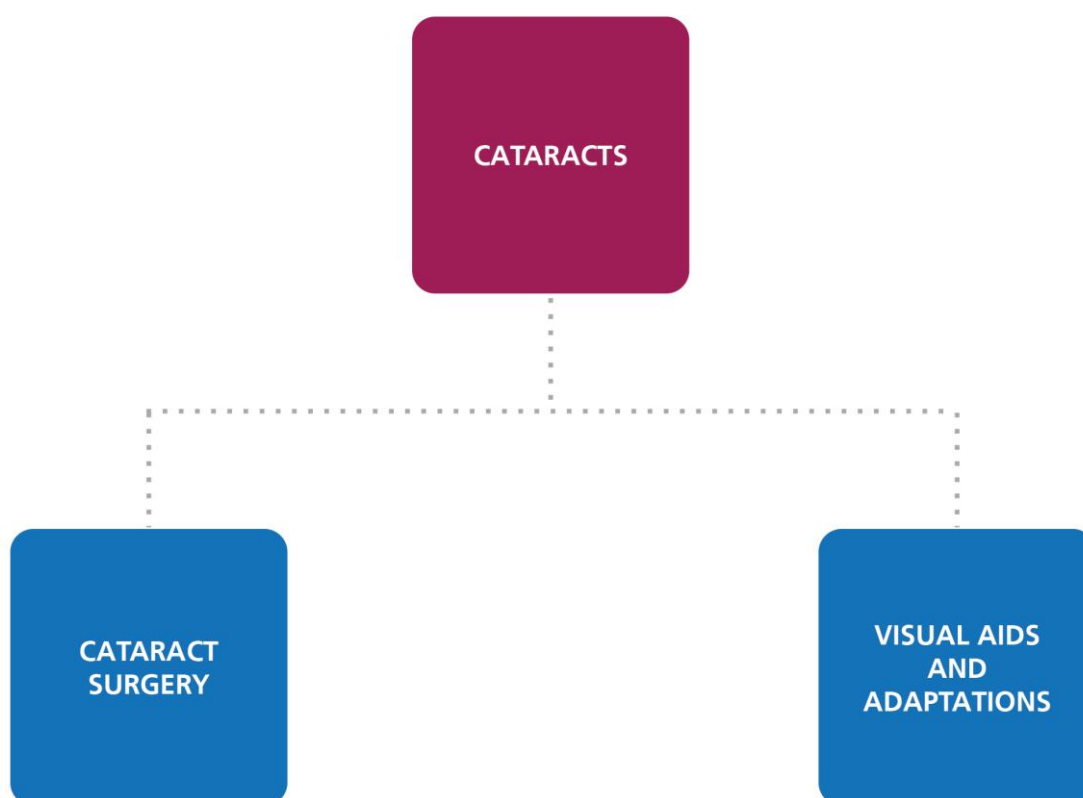 CATARACTS
CATARACT
SURGERY
VISUAL AIDS
AND
ADAPTATIONS